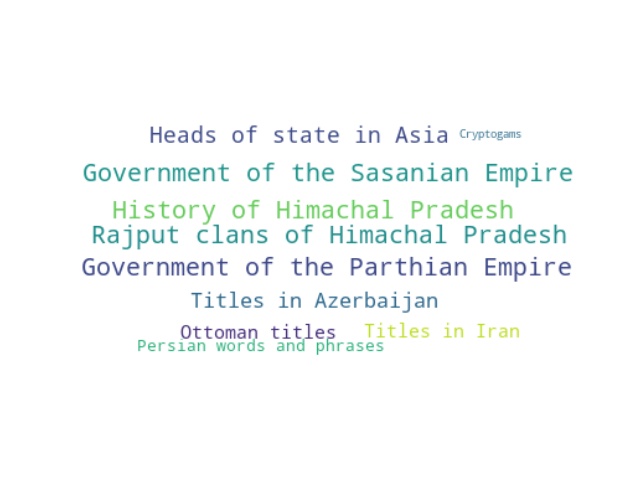 Heads of state in Asia Cryptogams
Government of the Sasanian Empire
History of Himachal Pradesh
Rajput clans of Himachal Pradesh
Government of the Parthian Empire
Titles in Azerbaijan
Ottoman titles Titles in Iran
Persian words and phrases